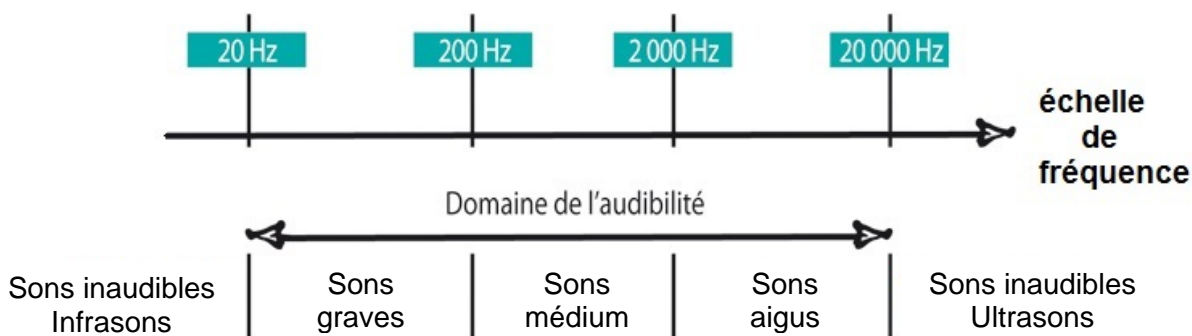 20 Hz
200 Hz
2 000 Hz
20 000 Hz
échelle
de
fréquence
Domaine de l'audibilité
Sons inaudibles
Infrasons
Sons
graves
Sons
médium
Sons
aigus
Sons inaudibles
Ultrasons